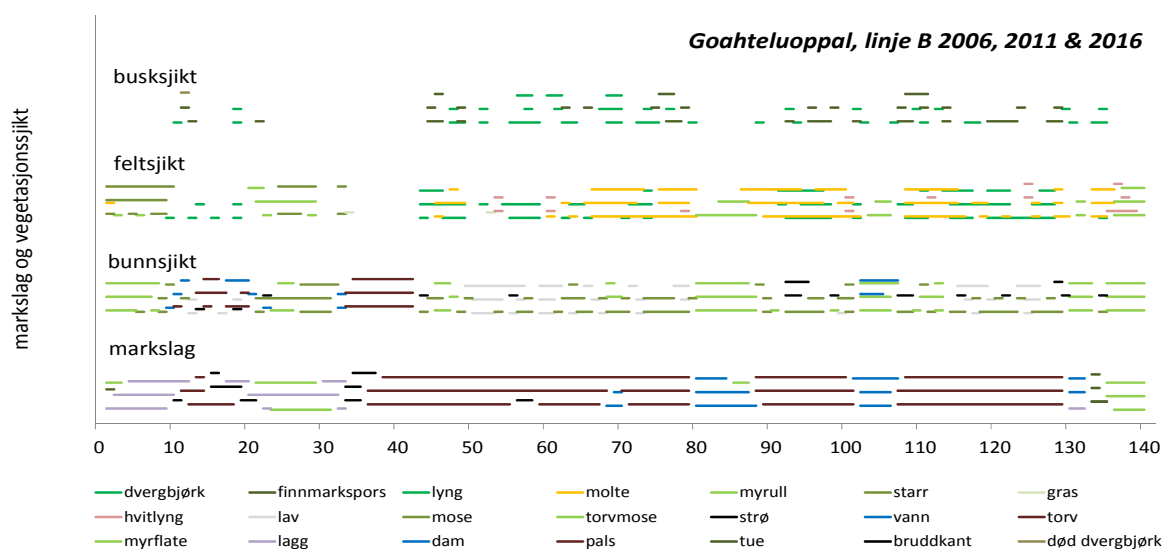 Goahteluoppal, linje B 2006, 2011 & 2016
busksjikt
feltsjikt
bunnsjikt
markslag
markslag og vegetasjonssjikt
0 10 20 30 40 50 60 70 80 90 100 110 120 130 140
dvergbjørk finnmarkspors lyng molte myrull starr gras
hvitlyng lav mose torvmose strø vann torv
myrflate lagg dam pals tue bruddkant død dvergbjørk